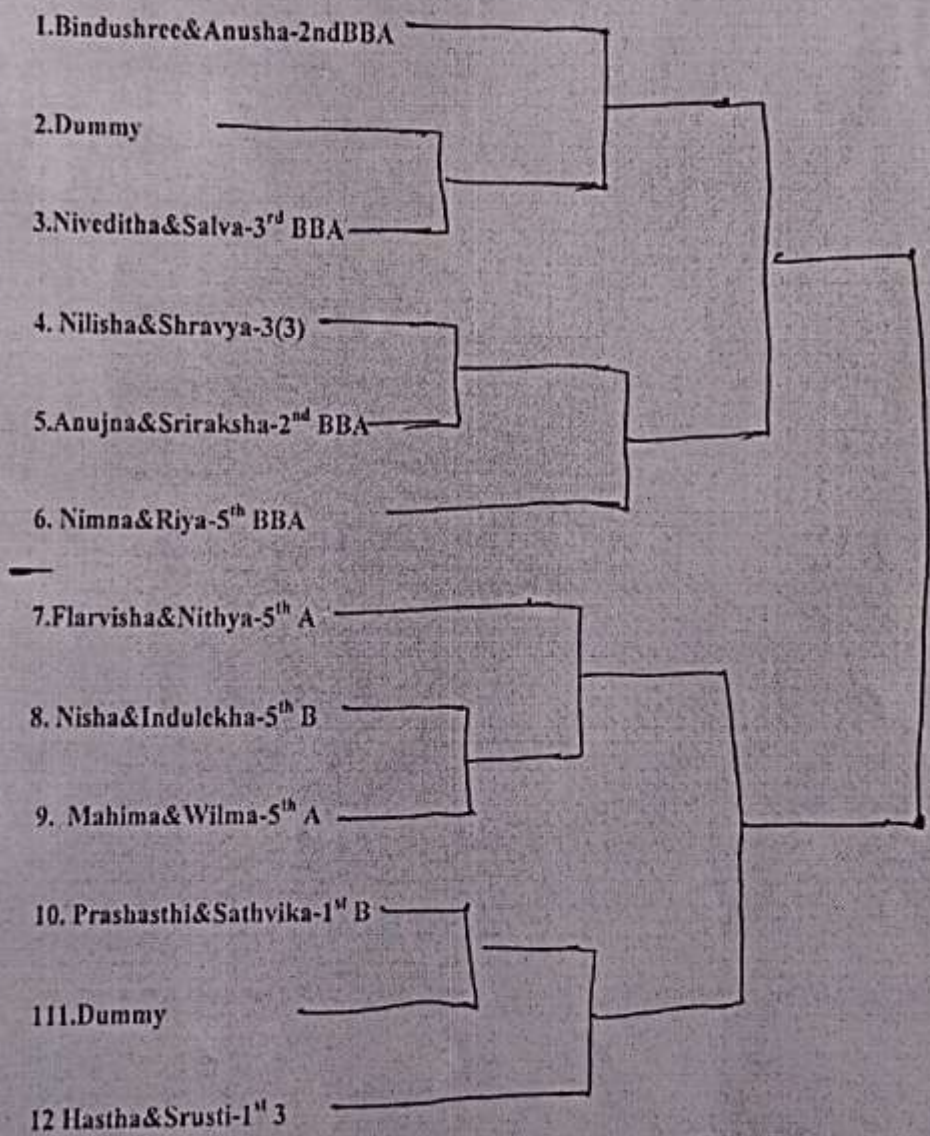 1.Bindushree&Anusha-2ndBBA
2.Dummy
3.Niveditha&Salva-3rd BBA
4. Nilisha&Shravya-3(3)
5.Anujna&Sriraksha-2nd BBA
6. Nimna&Riya-5th BBA
7.Flarvisha&Nithya-5th A
8. Nisha&Indulekha-5th B
9. Mahima&Wilma-5th A
10. Prashasthi&Sathvika-1st B
111.Dummy
12 Hastha&Srusti-1st 3